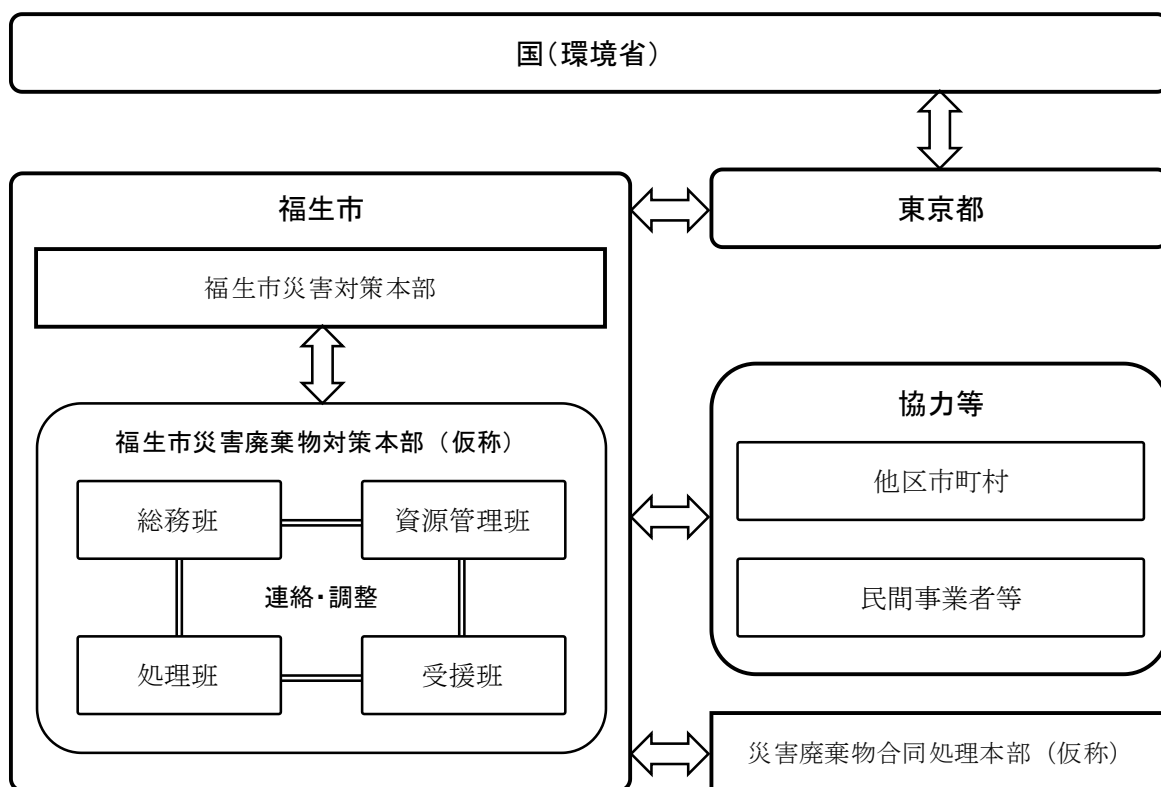 国（環境省）
福生市
東京都
福生市災害対策本部
協力等
福生市災害廃棄物対策本部（仮称）
他区市町村
総務班
資源管理班
連絡・調整
民間事業者等
処理班
受援班
災害廃棄物合同処理本部（仮称）